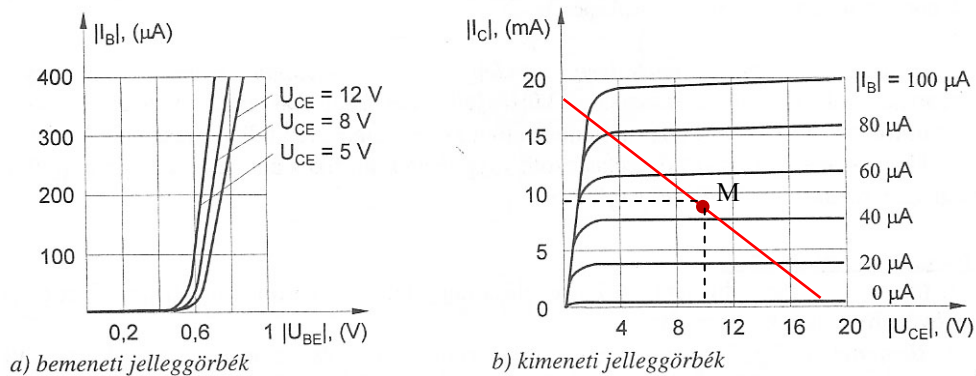 |I_B|, (μA)
400
300
200
100
0,2
0,6
1
|U_BE|, (V)
U_CE = 12 V
U_CE = 8 V
U_CE = 5 V
a) bemeneti jelleggörbék
|I_C|, (mA)
20
15
10
5
0
4
8
12
16
20
|U_CE|, (V)
|I_B| = 100 μA
80 μA
60 μA
40 μA
20 μA
0 μA
M
b) kimeneti jelleggörbék